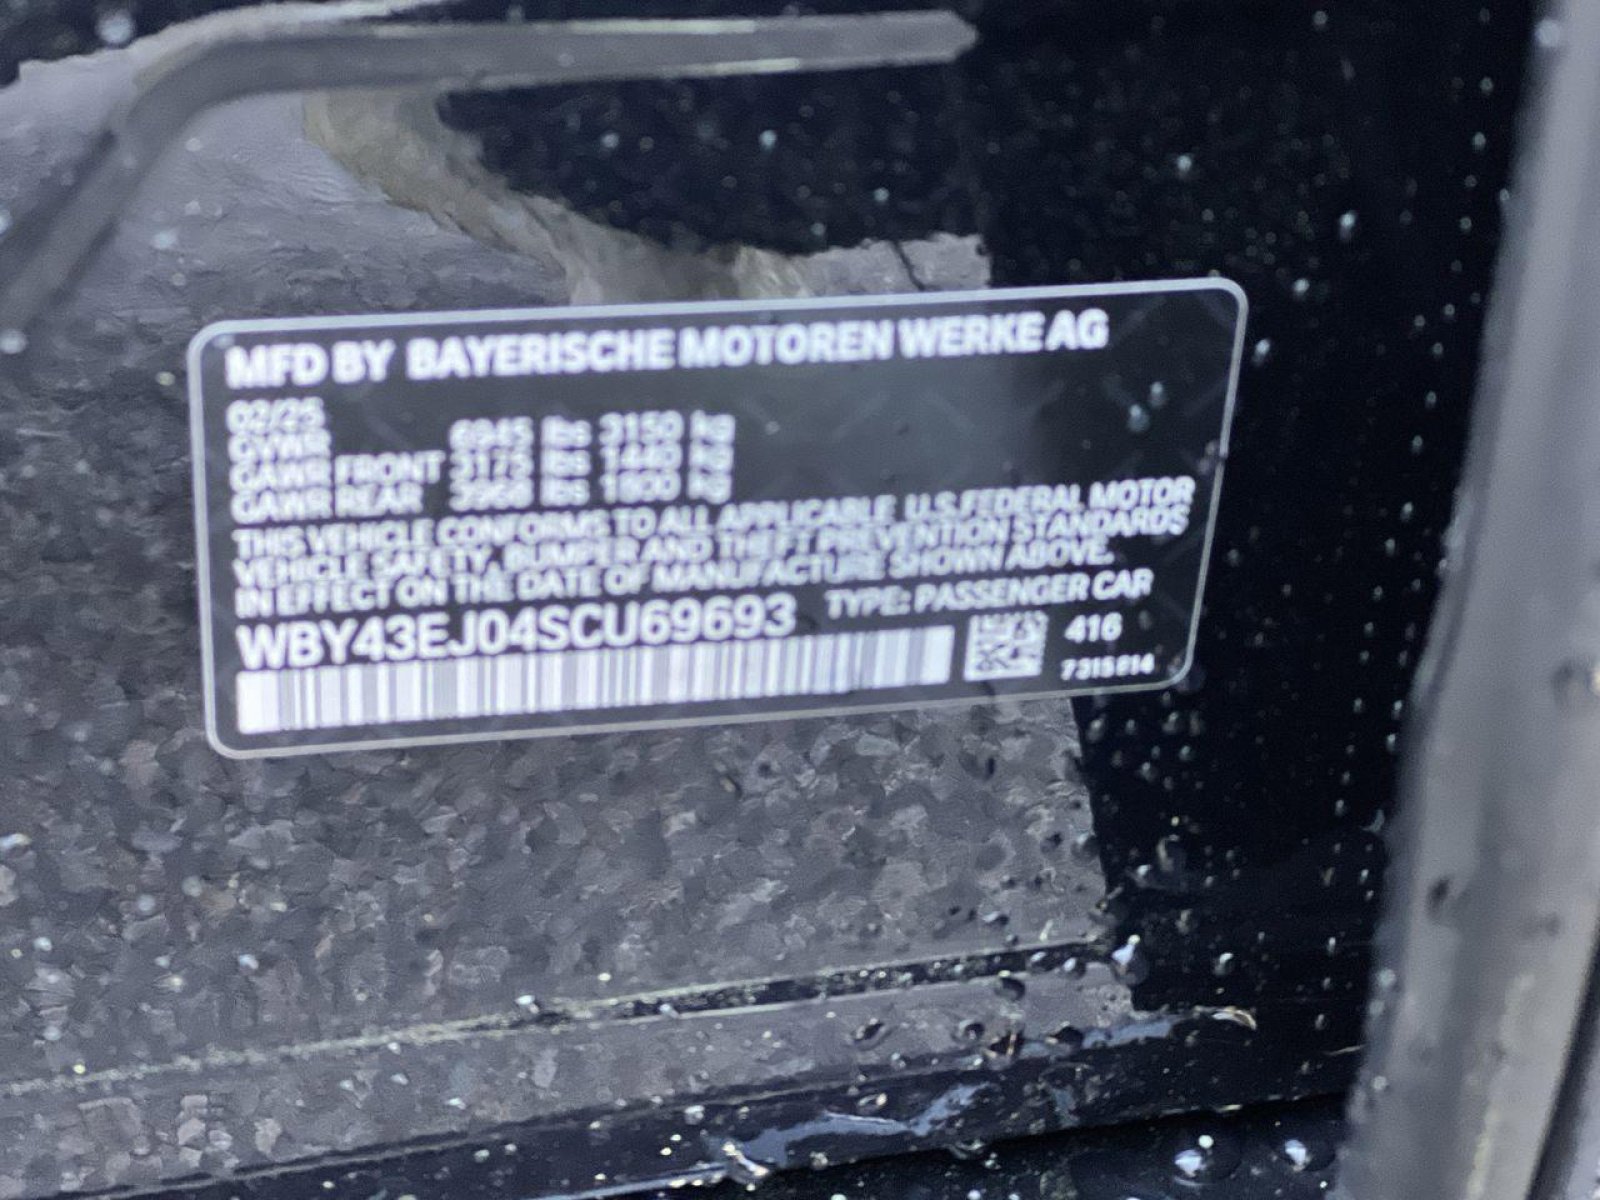 MFD BY BAYERISCHE MOTOREN WERKE AG
02/25
GVWR 6945 lbs 3150 kg
GAWR FRONT 3175 lbs 1440 kg
GAWR REAR 3968 lbs 1800 kg
THIS VEHICLE CONFORMS TO ALL APPLICABLE U.S.FEDERAL MOTOR
VEHICLE SAFETY, BUMPER AND THEFT PREVENTION STANDARDS
IN EFFECT ON THE DATE OF MANUFACTURE SHOWN ABOVE.
WBY43EJ04SCU69693 TYPE: PASSENGER CAR
416